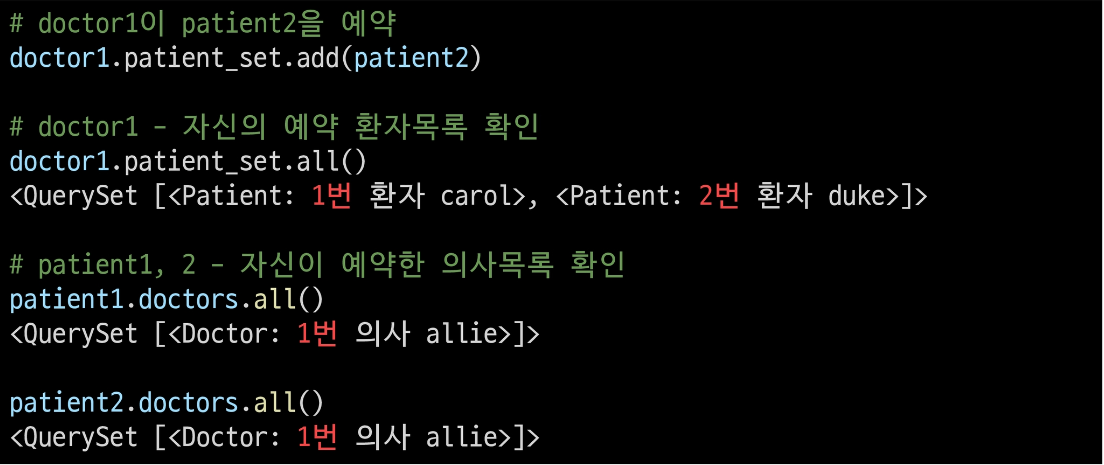 # doctor1이 patient2을 예약
doctor1.patient_set.add(patient2)
# doctor1 - 자신의 예약 환자목록 확인
doctor1.patient_set.all()
<QuerySet [<Patient: 1번 환자 carol>, <Patient: 2번 환자 duke>]>
# patient1, 2 - 자신이 예약한 의사목록 확인
patient1.doctors.all()
<QuerySet [<Doctor: 1번 의사 allie>]>
patient2.doctors.all()
<QuerySet [<Doctor: 1번 의사 allie>]>